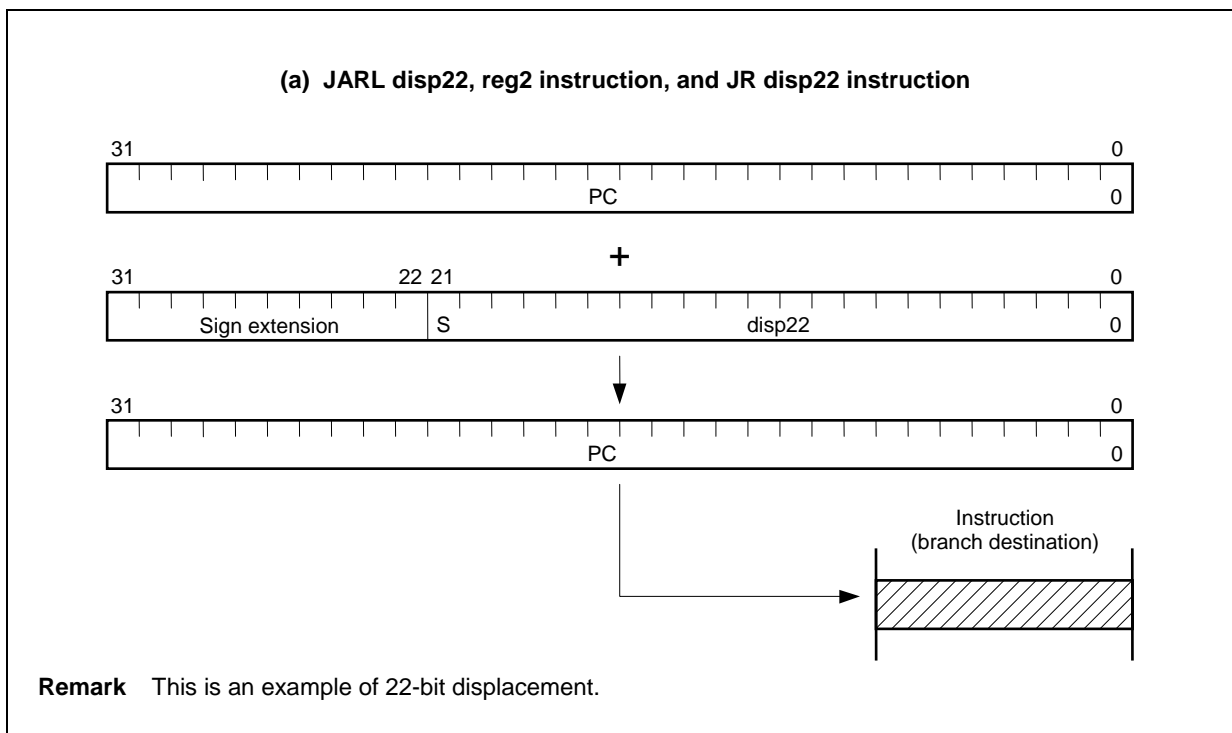 (a) JARL disp22, reg2 instruction, and JR disp22 instruction
31 0
PC 0
+
31 22 21 0
Sign extension S disp22 0
31 0
PC 0
Instruction
(branch destination)
Remark This is an example of 22-bit displacement.